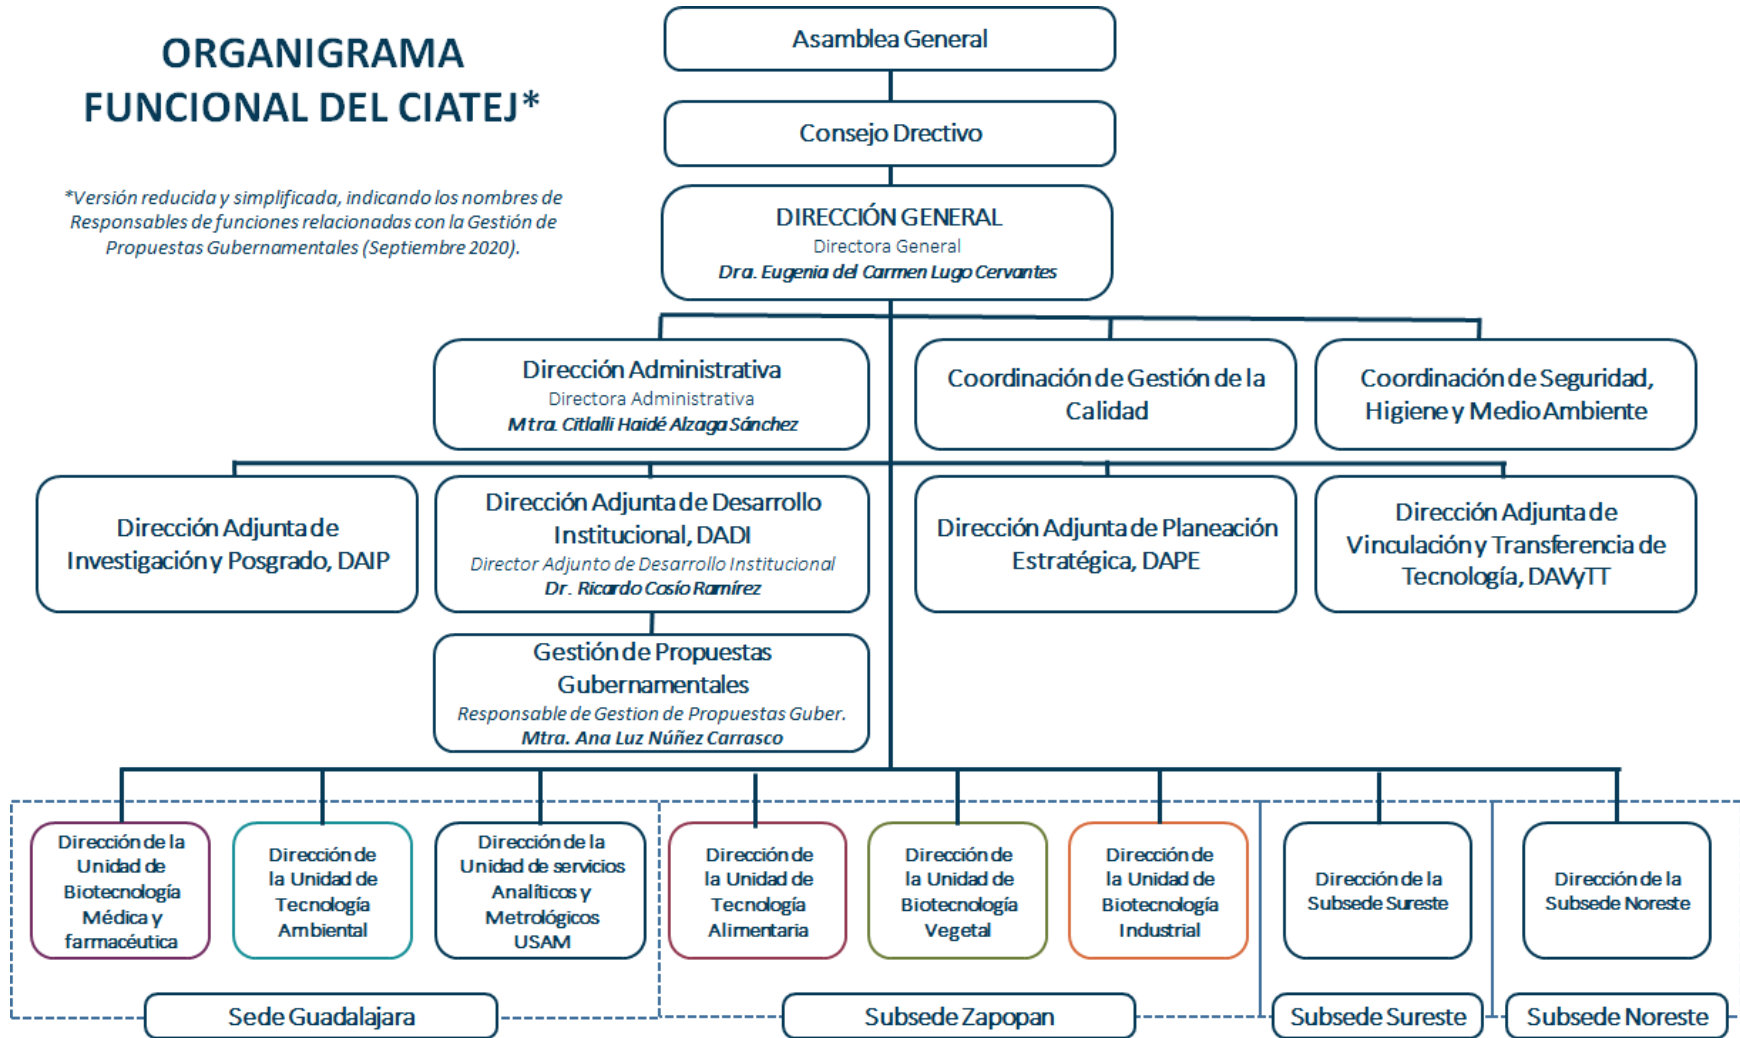 ORGANIGRAMA
FUNCIONAL DEL CIATEJ*
*Versión reducida y simplificada, indicando los nombres de
Responsables de funciones relacionadas con la Gestión de
Propuestas Gubernamentales (Septiembre 2020).
Asamblea General
Consejo Drectivo
DIRECCIÓN GENERAL
Directora General
Dra. Eugenia del Carmen Lugo Cervantes
Dirección Administrativa
Directora Administrativa
Mtra. Citlalli Haidé Alzaga Sánchez
Coordinación de Gestión de la
Calidad
Coordinación de Seguridad,
Higiene y Medio Ambiente
Dirección Adjunta de
Investigación y Posgrado, DAIP
Dirección Adjunta de Desarrollo
Institucional, DADI
Director Adjunto de Desarrollo Institucional
Dr. Ricardo Cosío Ramírez
Dirección Adjunta de Planeación
Estratégica, DAPE
Dirección Adjunta de
Vinculación y Transferencia de
Tecnología, DAVyTT
Gestión de Propuestas
Gubernamentales
Responsable de Gestion de Propuestas Guber.
Mtra. Ana Luz Núñez Carrasco
Dirección de la
Unidad de
Biotecnología
Médica y
farmacéutica
Dirección de
la Unidad de
Tecnología
Ambiental
Dirección de la
Unidad de servicios
Analíticos y
Metrológicos
USAM
Dirección de
la Unidad de
Tecnología
Alimentaria
Dirección de
la Unidad de
Biotecnología
Vegetal
Dirección de
la Unidad de
Biotecnología
Industrial
Dirección de la
Subsede Sureste
Dirección de la
Subsede Noreste
Sede Guadalajara
Subsede Zapopan
Subsede Sureste
Subsede Noreste